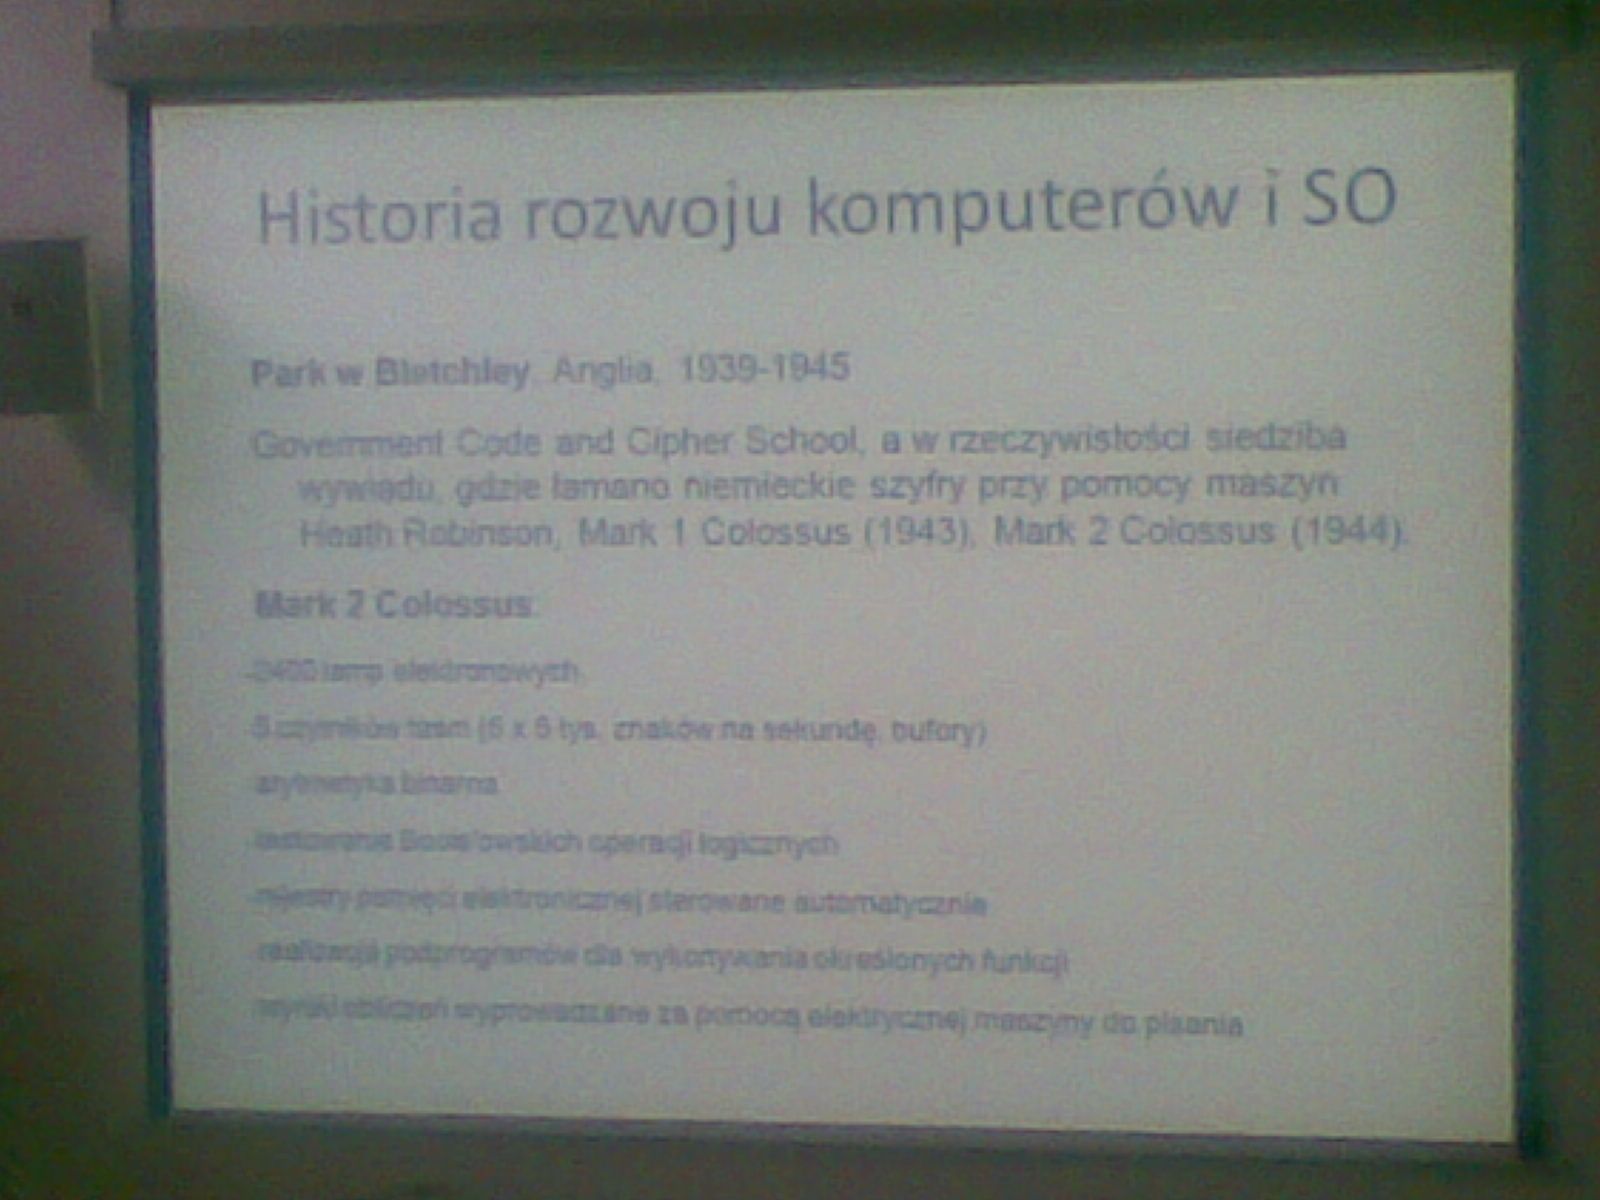 Historia rozwoju komputerów i SO
Park w Bletchley, Anglia, 1939-1945
Government Code and Cipher School, a w rzeczywistości siedziba
wywiadu, gdzie łamano niemieckie szyfry przy pomocy maszyn
Heath Robinson, Mark 1 Colossus (1943), Mark 2 Colossus (1944).
Mark 2 Colossus:
-2400 lamp elektronowych
-5 czytników taśm (5 x 5 tys. znaków na sekundę, bufory)
-arytmetyka binarna
-testowanie Boole'owskich operacji logicznych
-rejestry pamięci elektronicznej sterowane automatycznie
-realizacja podprogramów dla wykonywania określonych funkcji
-wyniki obliczeń wyprowadzane za pomocą elektrycznej maszyny do pisania